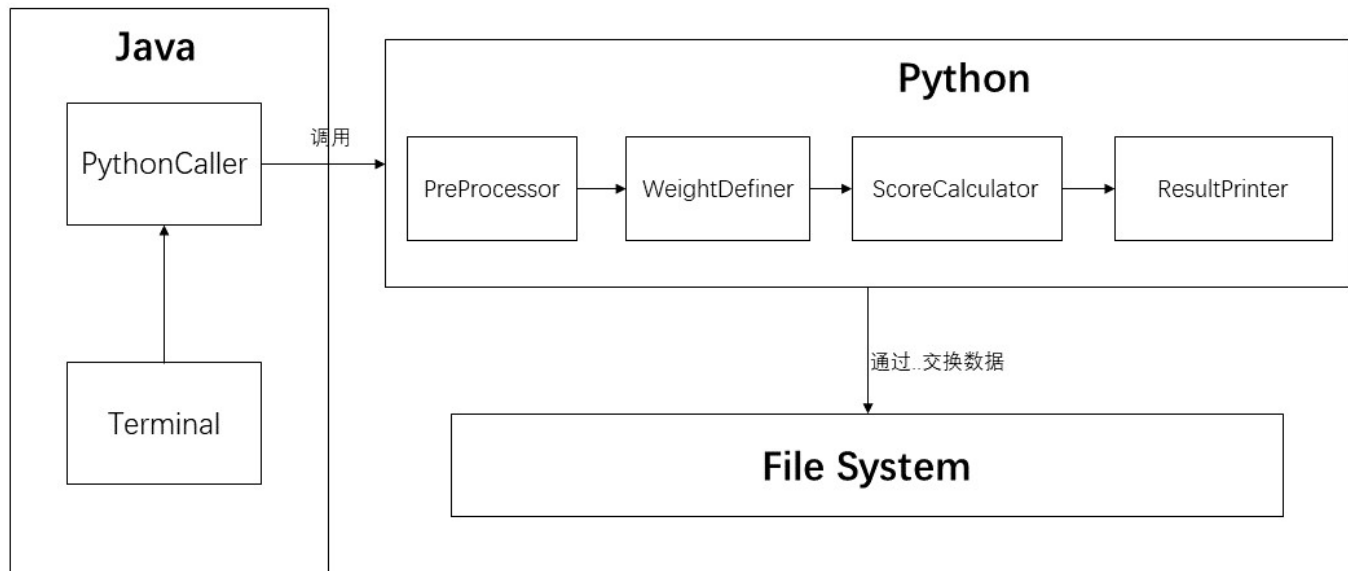 Java
PythonCaller
Terminal
调用
Python
PreProcessor
WeightDefiner
ScoreCalculator
ResultPrinter
通过..交换数据
File System